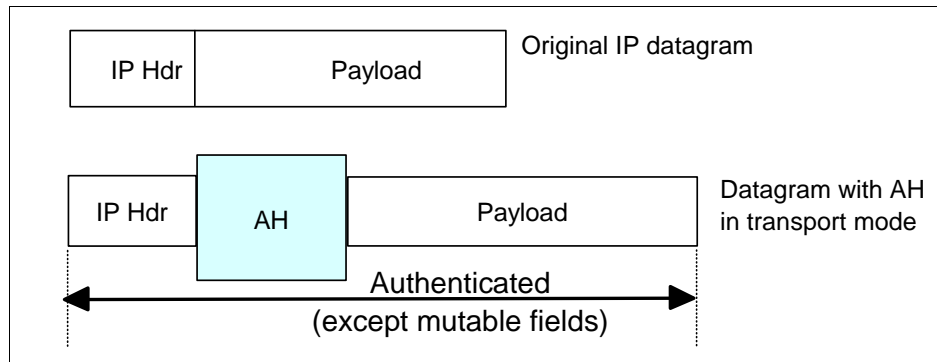 Original IP datagram
IP Hdr
Payload
Datagram with AH
in transport mode
IP Hdr
AH
Payload
Authenticated
(except mutable fields)